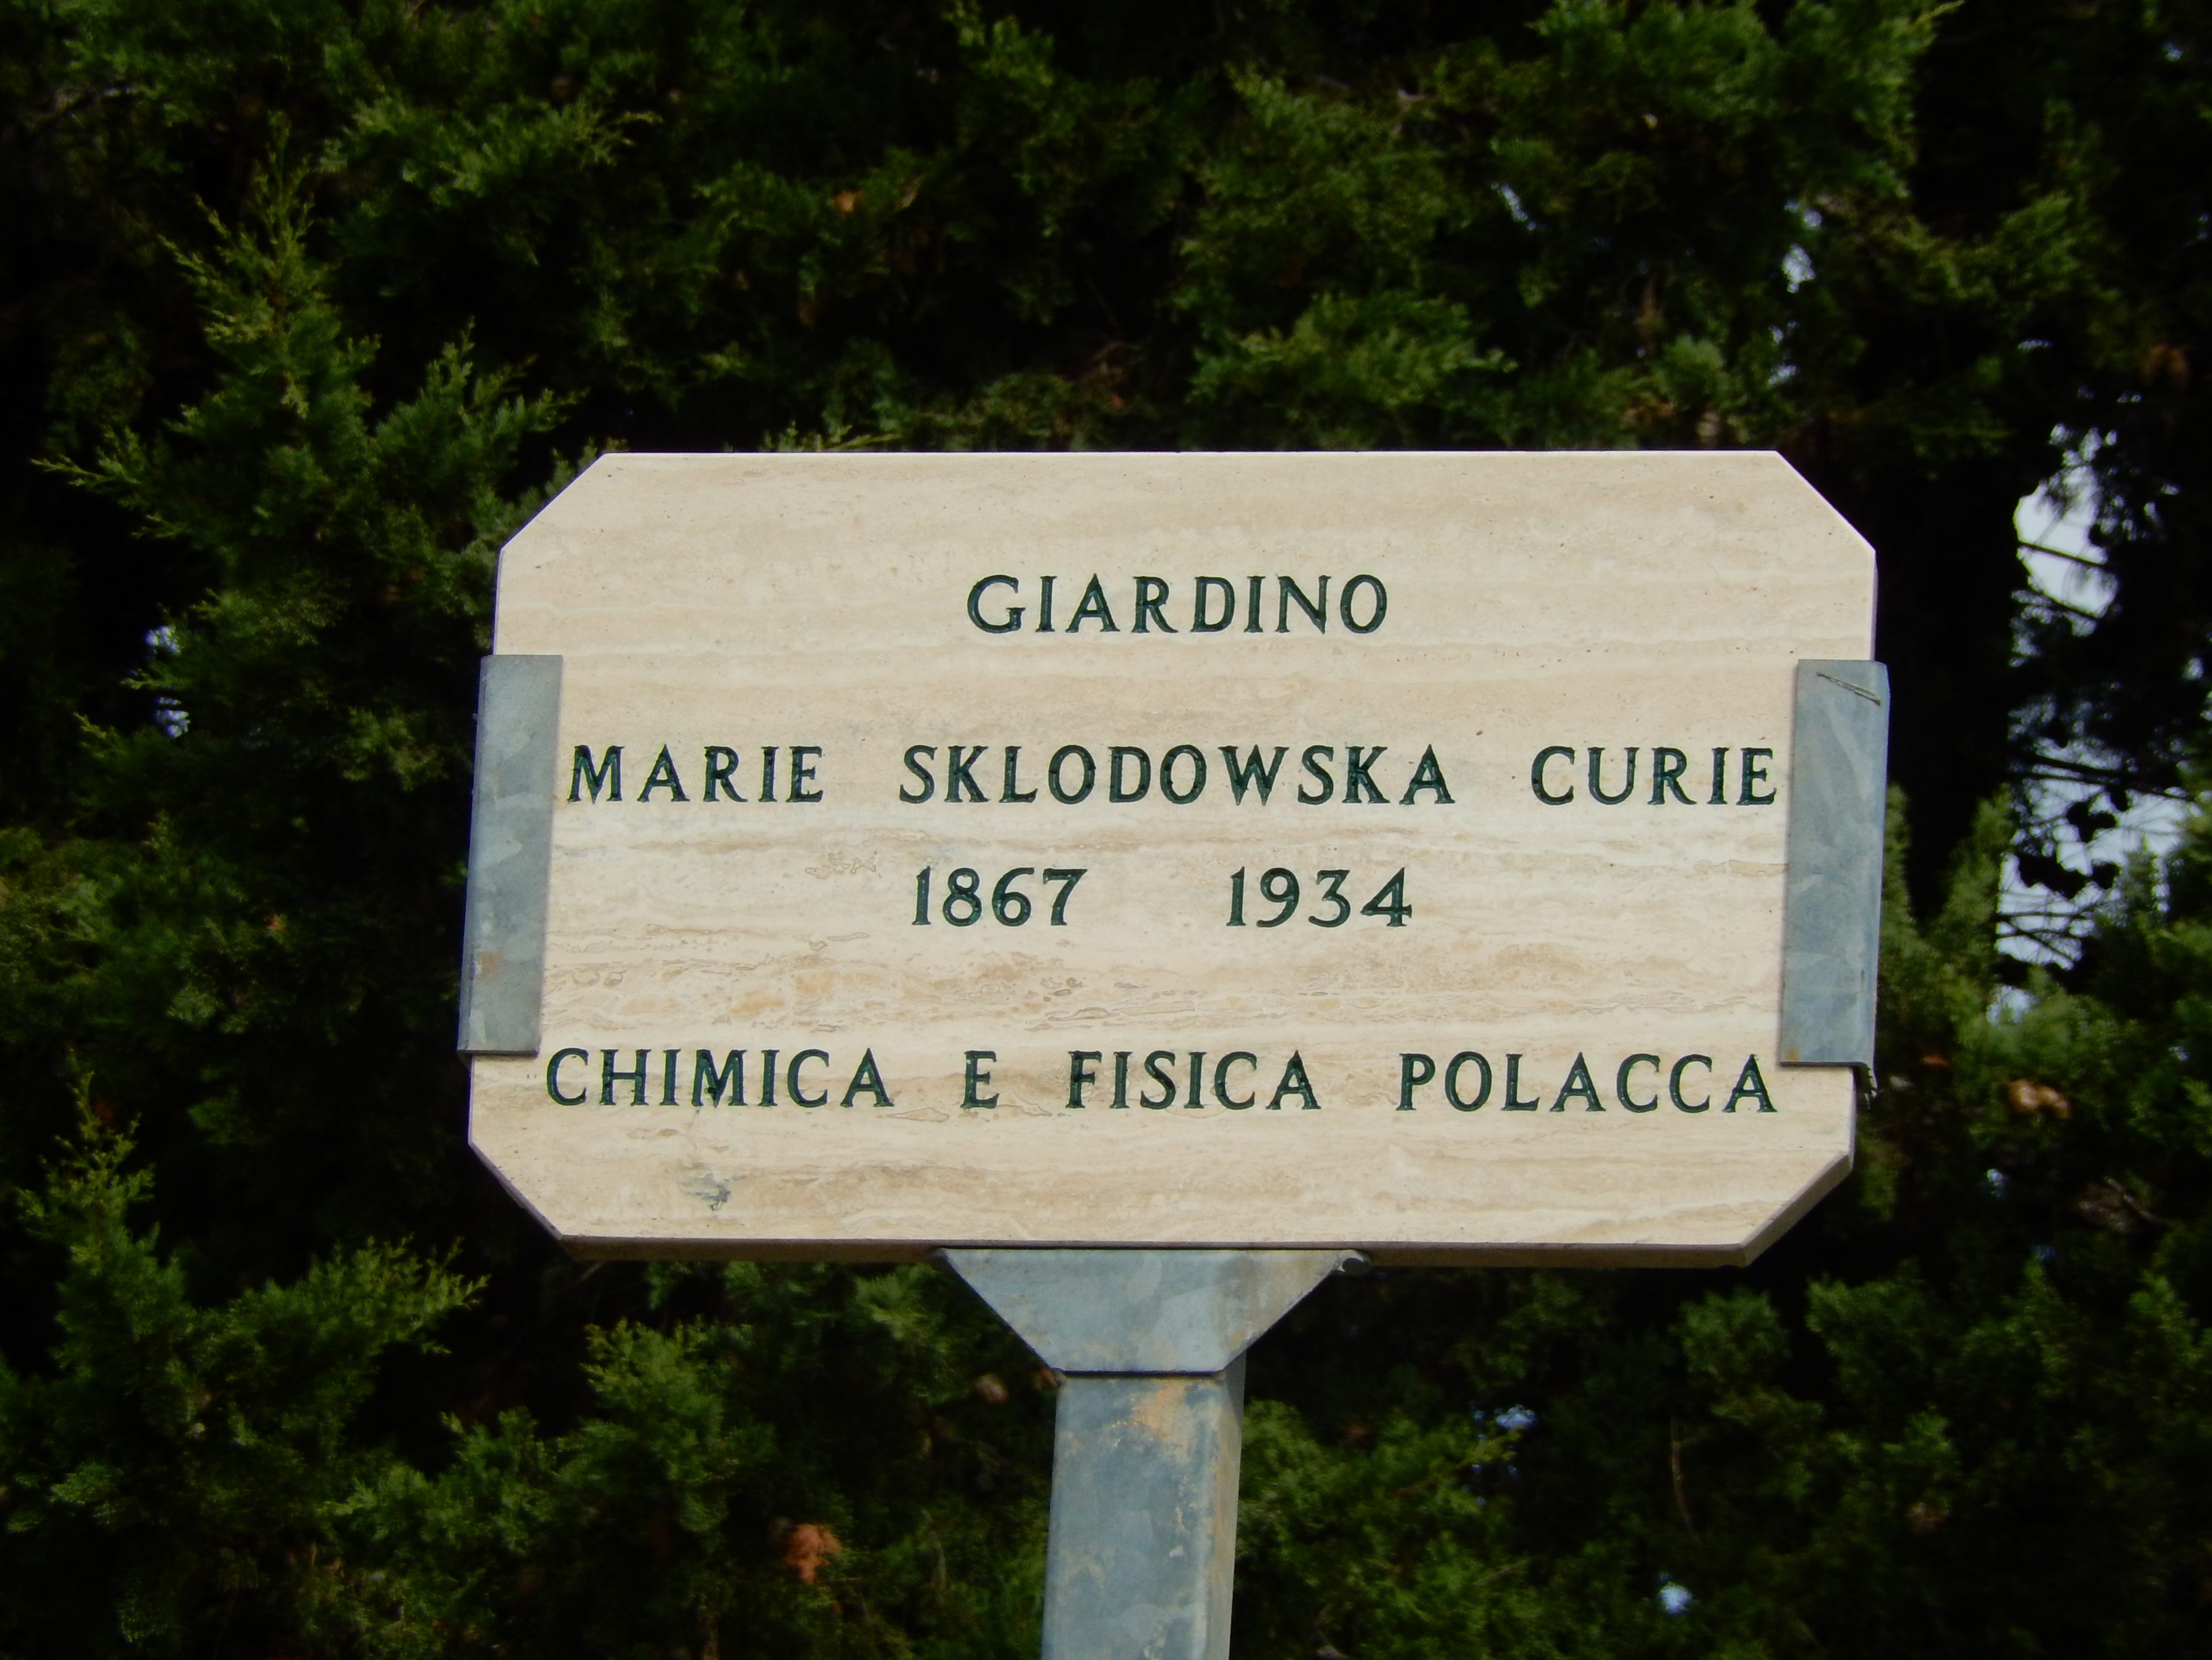 GIARDINO
MARIE SKLODOWSKA CURIE
1867 1934
CHIMICA E FISICA POLACCA